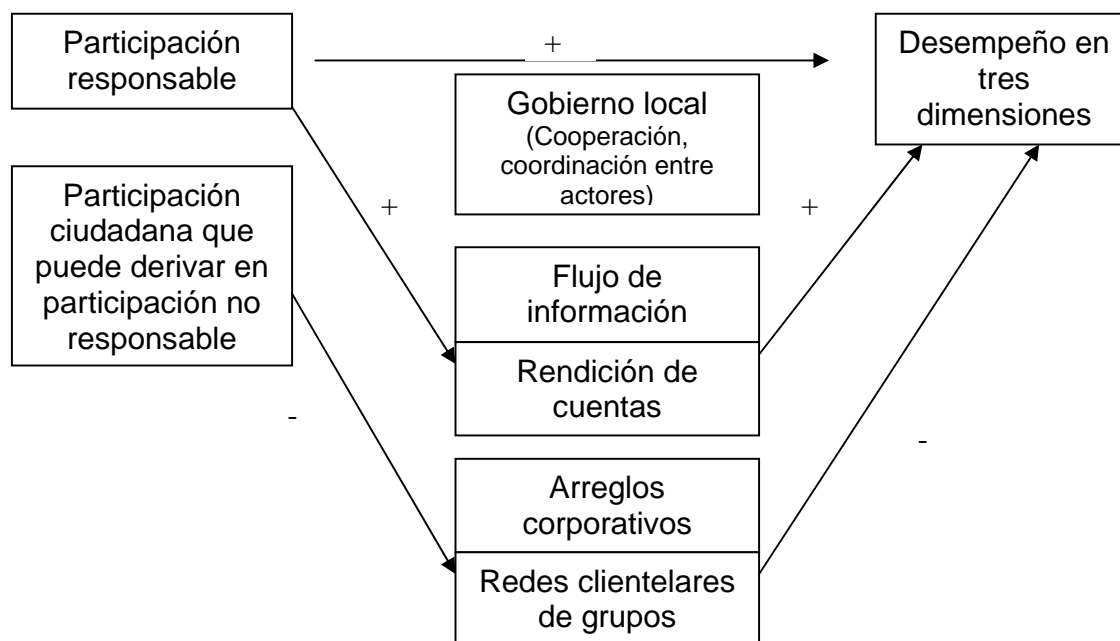 Participación
responsable
+
Desempeño en
tres
dimensiones
Gobierno local
(Cooperación,
coordinación entre
actores)
Participación
ciudadana que
puede derivar en
participación no
responsable
+
+
Flujo de
información
Rendición de
cuentas
-
-
Arreglos
corporativos
Redes clientelares
de grupos